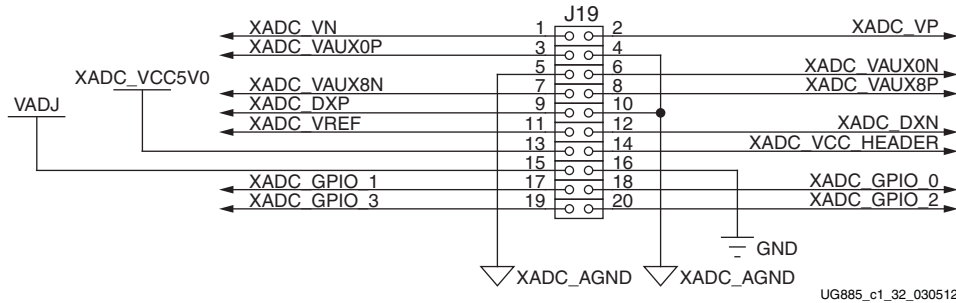 J19
XADC_VN 1 2 XADC_VP
XADC_VAUX0P 3 4
5 6 XADC_VAUX0N
XADC_VCC5V0
XADC_VAUX8N 7 8 XADC_VAUX8P
VADJ
XADC_DXP 9 10
XADC_VREF 11 12 XADC_DXN
13 14 XADC_VCC_HEADER
15 16
XADC_GPIO_1 17 18 XADC_GPIO_0
XADC_GPIO_3 19 20 XADC_GPIO_2
GND
XADC_AGND XADC_AGND
UG885_c1_32_030512